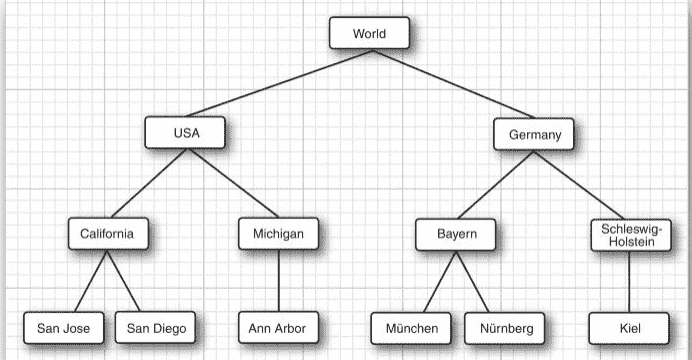 World
USA
Germany
California
Michigan
Bayern
Schleswig-
Holstein
San Jose
San Diego
Ann Arbor
München
Nürnberg
Kiel